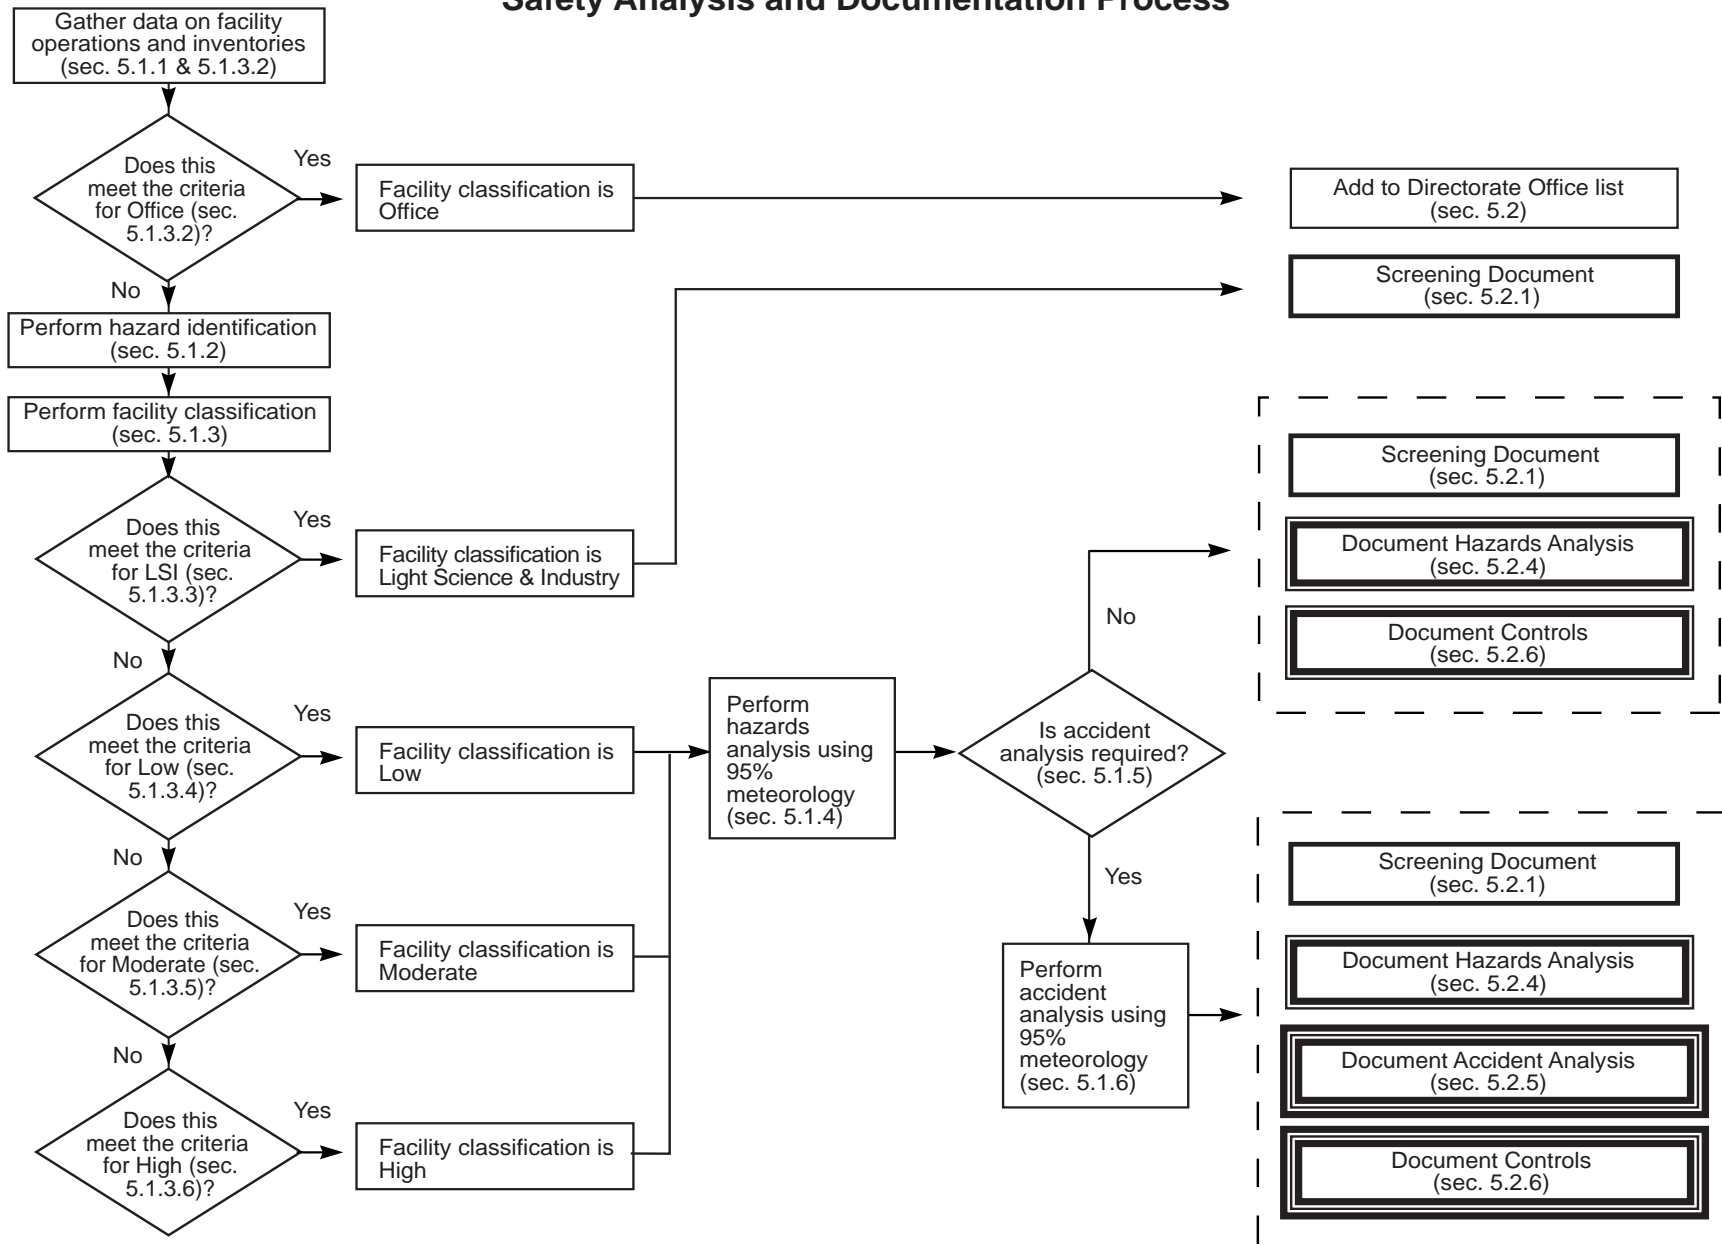 Safety Analysis and Documentation Process
Gather data on facility
operations and inventories
(sec. 5.1.1 & 5.1.3.2)
Does this
meet the criteria
for Office (sec.
5.1.3.2)?
Yes
Facility classification is
Office
Add to Directorate Office list
(sec. 5.2)
No
Perform hazard identification
(sec. 5.1.2)
Perform facility classification
(sec. 5.1.3)
Screening Document
(sec. 5.2.1)
Does this
meet the criteria
for LSI (sec.
5.1.3.3)?
Yes
Facility classification is
Light Science & Industry
No
Does this
meet the criteria
for Low (sec.
5.1.3.4)?
Yes
Facility classification is
Low
No
Does this
meet the criteria
for Moderate (sec.
5.1.3.5)?
Yes
Facility classification is
Moderate
No
Does this
meet the criteria
for High (sec.
5.1.3.6)?
Yes
Facility classification is
High
Perform
hazards
analysis using
95%
meteorology
(sec. 5.1.4)
Is accident
analysis required?
(sec. 5.1.5)
No
Screening Document
(sec. 5.2.1)
Document Hazards Analysis
(sec. 5.2.4)
Document Controls
(sec. 5.2.6)
Yes
Perform
accident
analysis using
95%
meteorology
(sec. 5.1.6)
Screening Document
(sec. 5.2.1)
Document Hazards Analysis
(sec. 5.2.4)
Document Accident Analysis
(sec. 5.2.5)
Document Controls
(sec. 5.2.6)